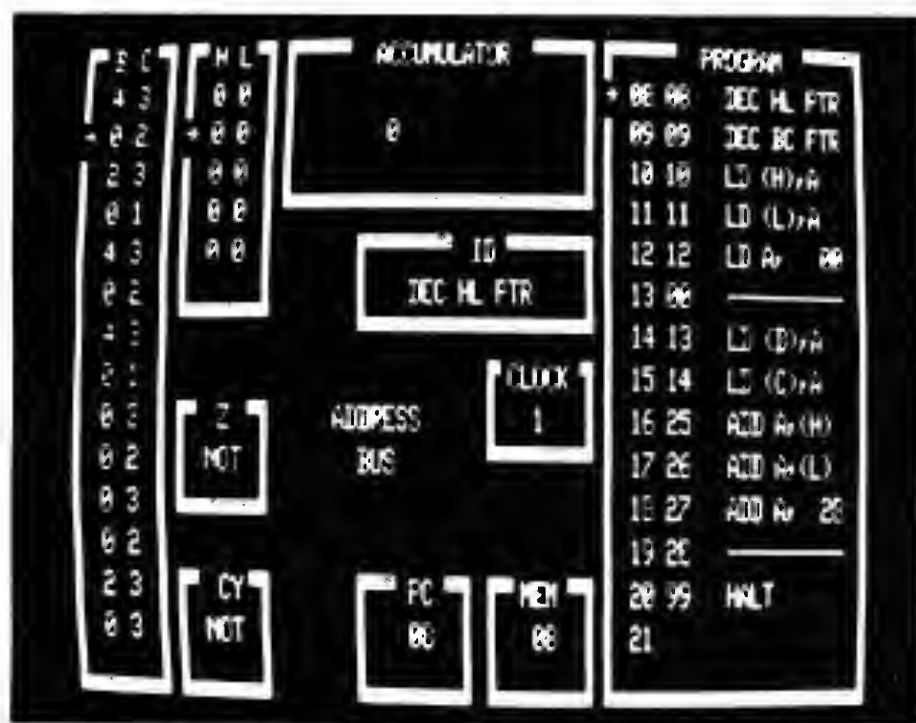 B C
4 3
→ 0 2
2 3
0 1
4 3
0 2
4 3
2 1
0 3
0 2
0 3
0 2
2 3
0 3
H L
0 0
→ 0 0
0 0
0 0
0 0
ACCUMULATOR
0
ID
DEC HL PTR
CLOCK
1
Z
NOT
ADDRESS
BUS
CY
NOT
PC
08
MEM
08
PROGRAM
→ 08 08 DEC HL PTR
09 09 DEC BC PTR
10 10 LD (H),A
11 11 LD (L),A
12 12 LD A, 00
13 00
14 13 LD (B),A
15 14 LD (C),A
16 25 ADD A,(H)
17 26 ADD A,(L)
18 27 ADD A, 28
19 28
20 99 HALT
21